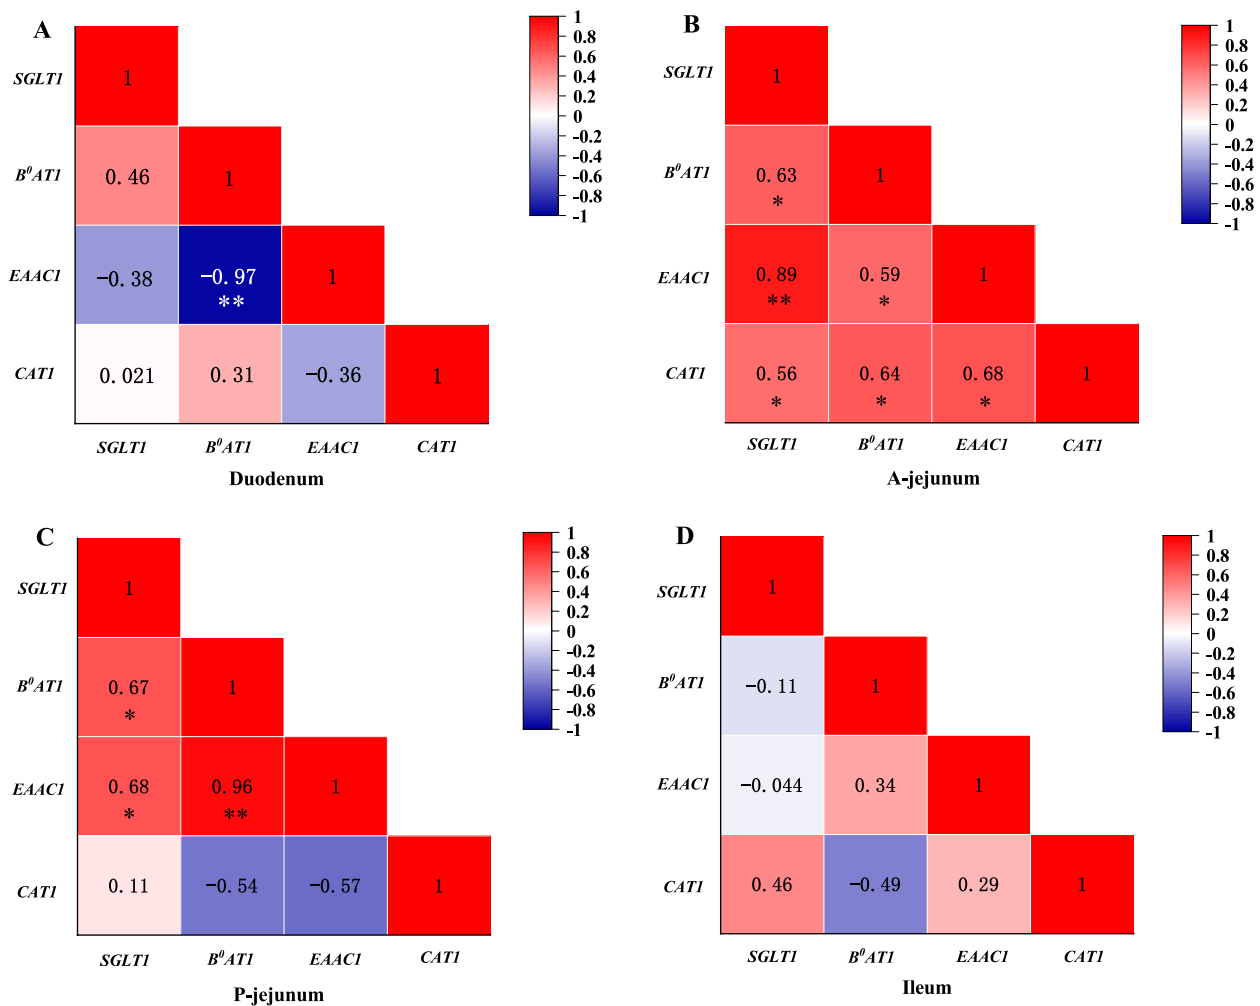 A
SGLT1
1
B⁰AT1
0.46
1
EAAC1
-0.38
-0.97
**
1
CAT1
0.021
0.31
-0.36
1
SGLT1
B⁰AT1
EAAC1
CAT1
Duodenum
1
0.8
0.6
0.4
0.2
0
-0.2
-0.4
-0.6
-0.8
-1
B
SGLT1
1
B⁰AT1
0.63
*
1
EAAC1
0.89
**
0.59
*
1
CAT1
0.56
*
0.64
*
0.68
*
1
SGLT1
B⁰AT1
EAAC1
CAT1
A-jejunum
1
0.8
0.6
0.4
0.2
0
-0.2
-0.4
-0.6
-0.8
-1
C
SGLT1
1
B⁰AT1
0.67
*
1
EAAC1
0.68
*
0.96
**
1
CAT1
0.11
-0.54
-0.57
1
SGLT1
B⁰AT1
EAAC1
CAT1
P-jejunum
1
0.8
0.6
0.4
0.2
0
-0.2
-0.4
-0.6
-0.8
-1
D
SGLT1
1
B⁰AT1
-0.11
1
EAAC1
-0.044
0.34
1
CAT1
0.46
-0.49
0.29
1
SGLT1
B⁰AT1
EAAC1
CAT1
Ileum
1
0.8
0.6
0.4
0.2
0
-0.2
-0.4
-0.6
-0.8
-1